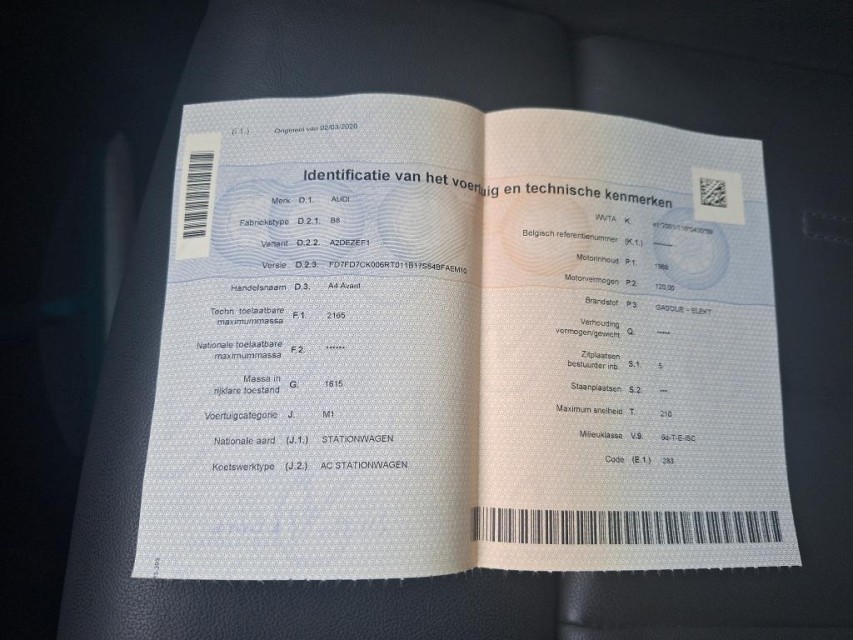 (I.1.) Origineel van 02/03/2020
Identificatie van het voertuig en technische kenmerken
Merk D.1. AUDI
Fabriekstype D.2.1. B8
Variant D.2.2. A2DEZEF1
Versie D.2.3.
Handelsnaam D.3. A4 Avant
Techn. toelaatbare
maximummassa F.1. 2165
Nationale toelaatbare
maximummassa F.2. ******
Massa in
rijklare toestand G. 1615
Voertuigcategorie J. M1
Nationale aard (J.1.) STATIONWAGEN
Koetswerktype (J.2.) AC STATIONWAGEN
WVTA K.
Belgisch referentienummer (K.1.)
Motorinhoud P.1. 1968
Motorvermogen P.2. 120,00
Brandstof P.3. GASOLIE - ELEKT
Verhouding
vermogen/gewicht Q. *****
Zitplaatsen
bestuurder inb. S.1. 5
Staanplaatsen S.2. ***
Maximum snelheid T. 210
Milieuklasse V.9. 6d-T-E-ISC
Code (E.1.) 283